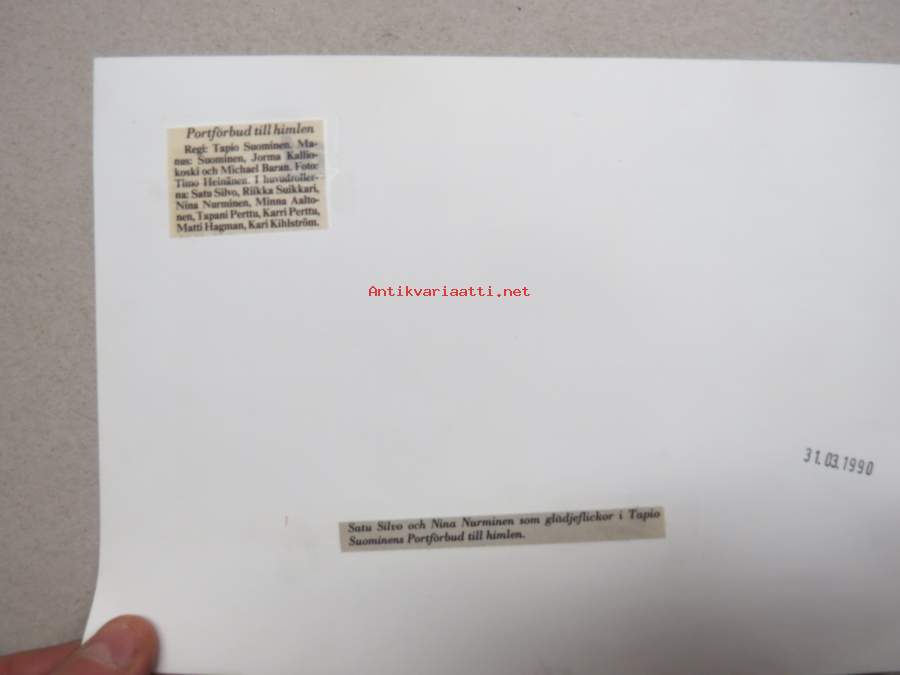 Portförbud till himlen
Regi: Tapio Suominen. Ma-
nus: Suominen, Jorma Kallio-
koski och Michael Baran. Foto:
Timo Heinänen. I huvudroller-
na: Satu Silvo, Riikka Suikkari,
Nina Nurminen, Minna Aalto-
nen, Tapani Perttu, Karri Perttu,
Matti Hagman, Kari Kihlström.
Antikvariaatti.net
31.03.1990
Satu Silvo och Nina Nurminen som glädjeflickor i Tapio
Suominens Portförbud till himlen.